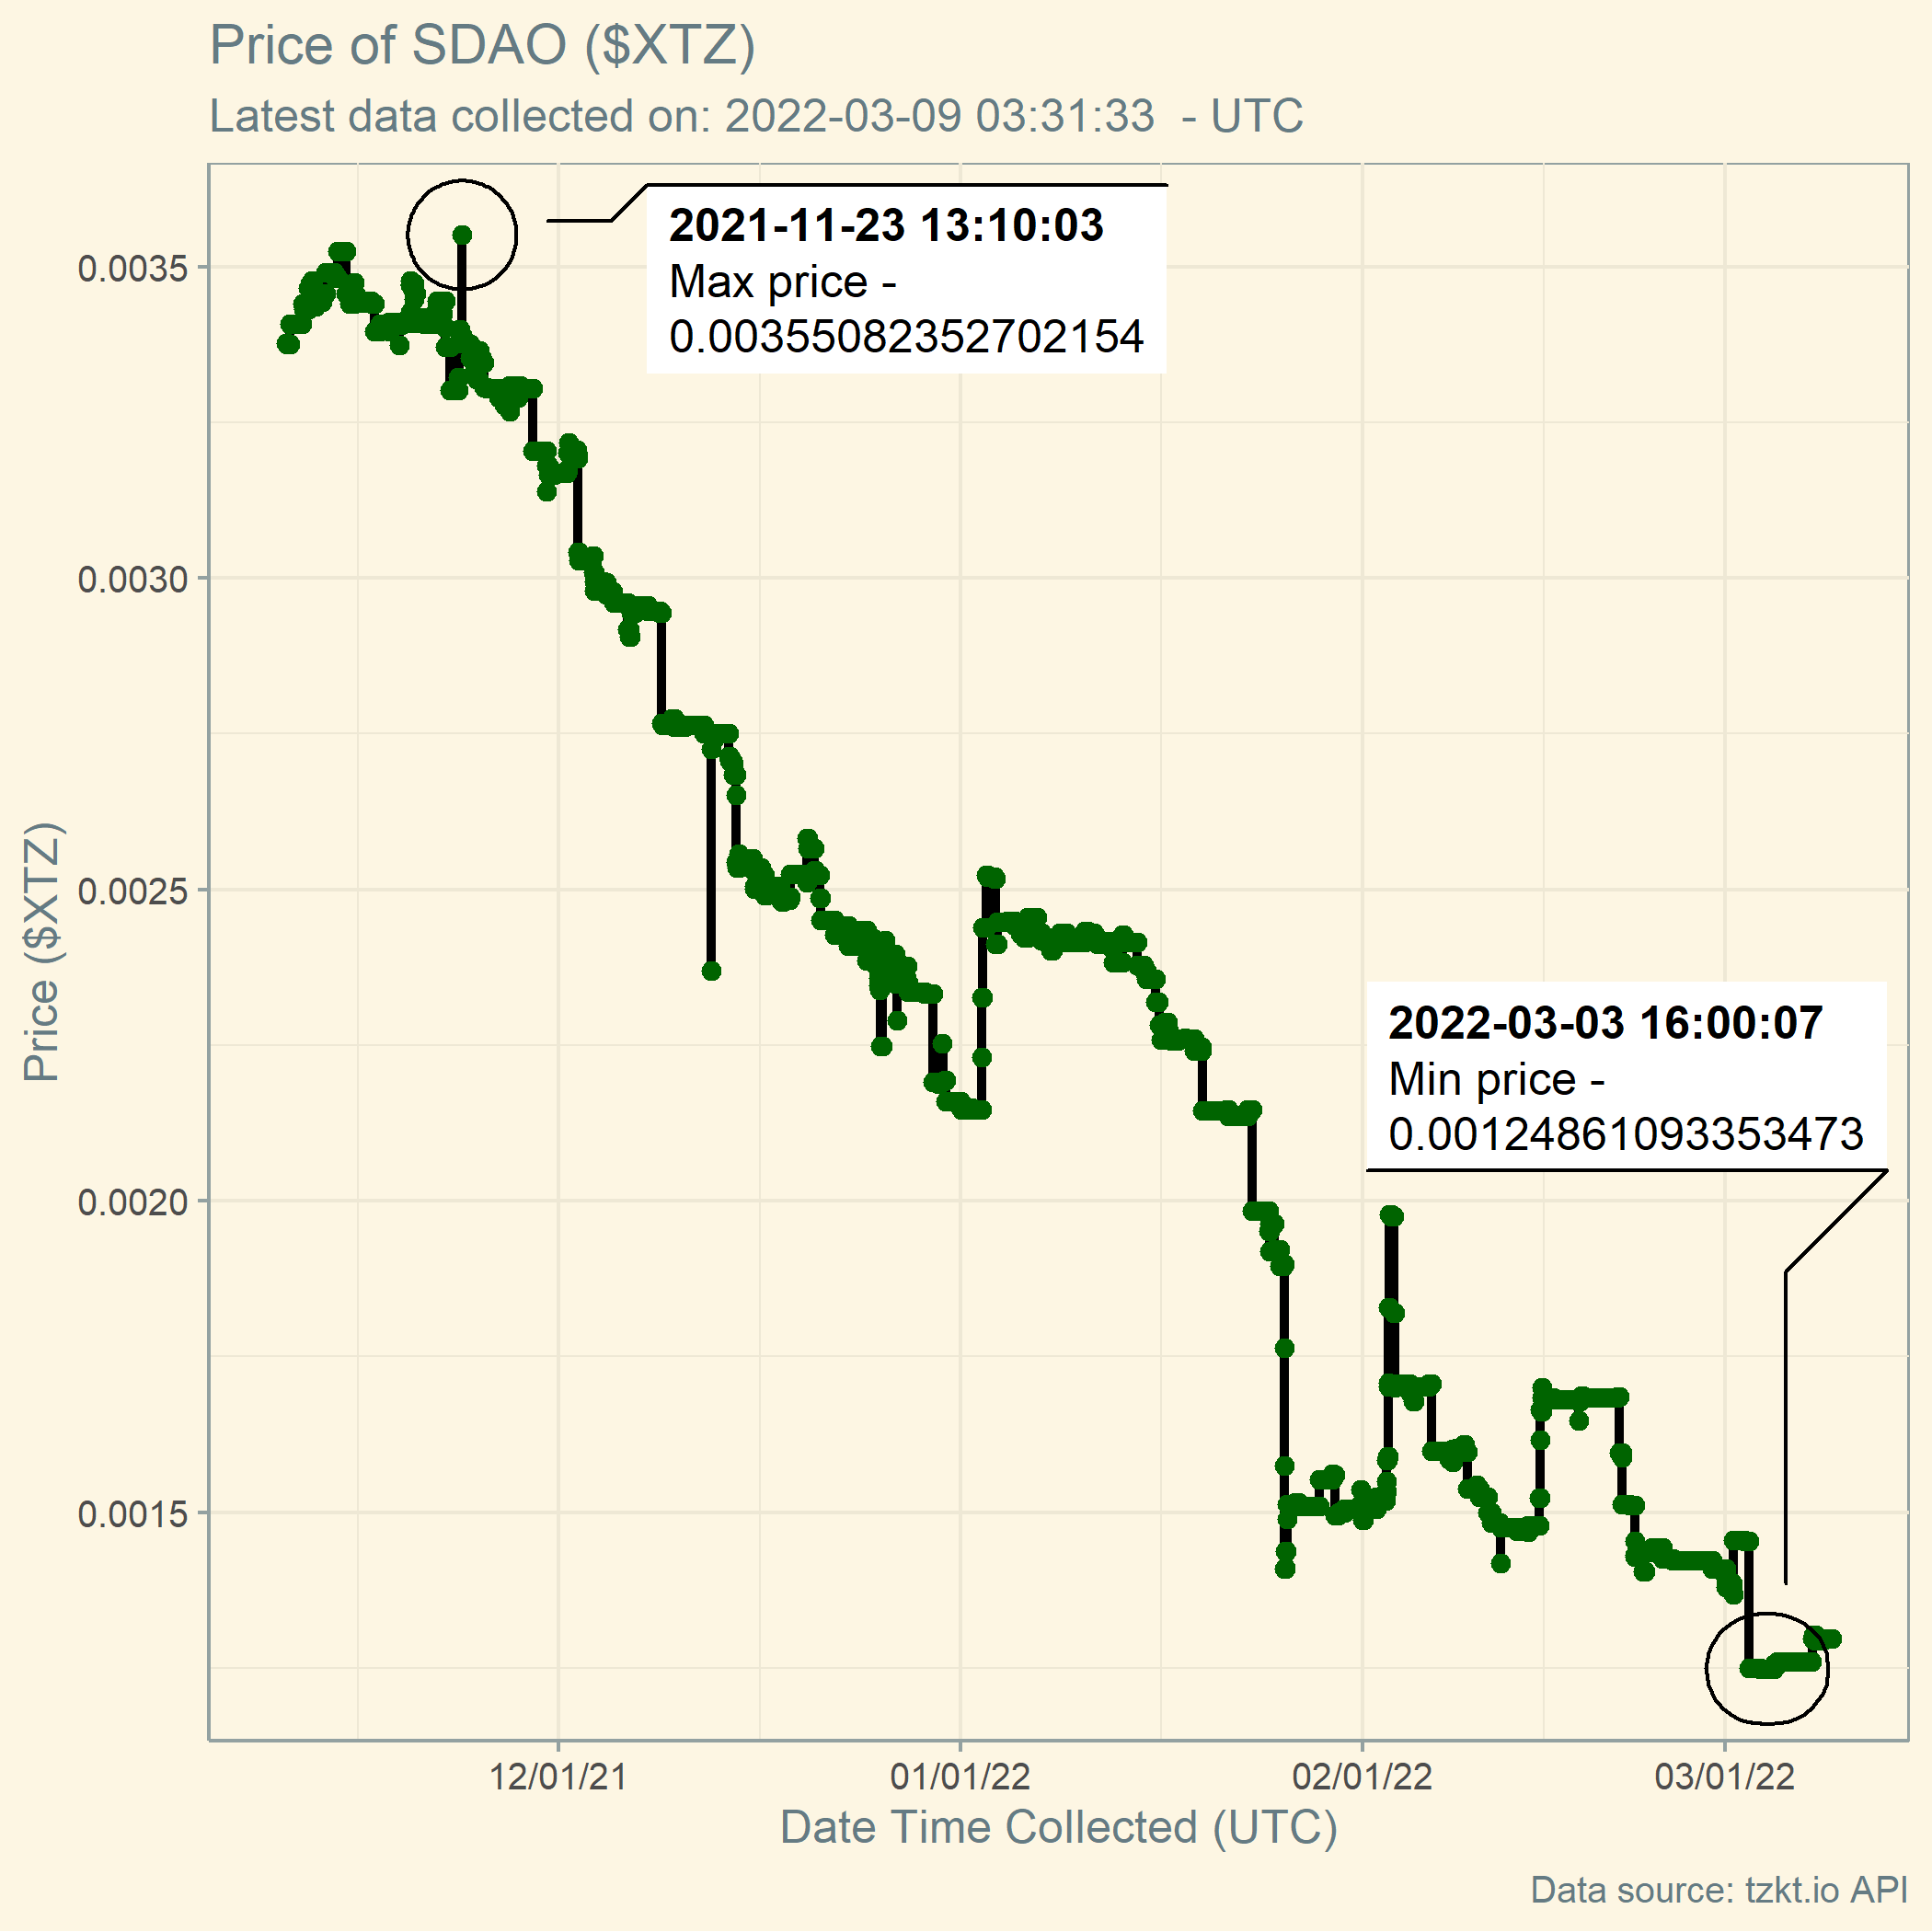 Price of SDAO ($XTZ)
Latest data collected on: 2022-03-09 03:31:33  - UTC
2021-11-23 13:10:03
Max price -
0.00355082352702154
0.0035
0.0030
0.0025
0.0020
0.0015
Price ($XTZ)
2022-03-03 16:00:07
Min price -
0.00124861093353473
12/01/21
01/01/22
02/01/22
03/01/22
Date Time Collected (UTC)
Data source: tzkt.io API